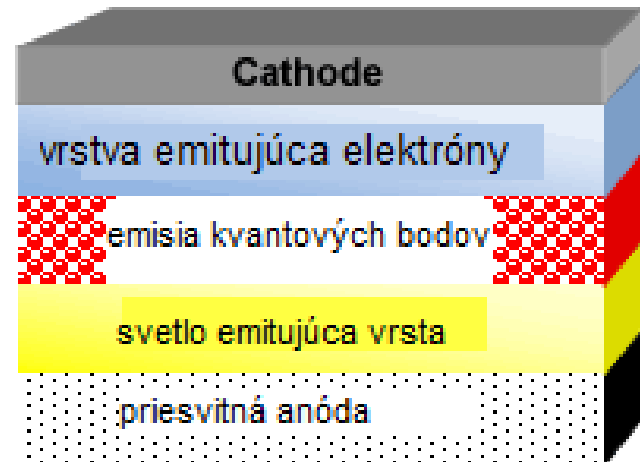 Cathode
vrstva emitujúca elektróny
emisia kvantových bodov
svetlo emitujúca vrsta
priesvitná anóda